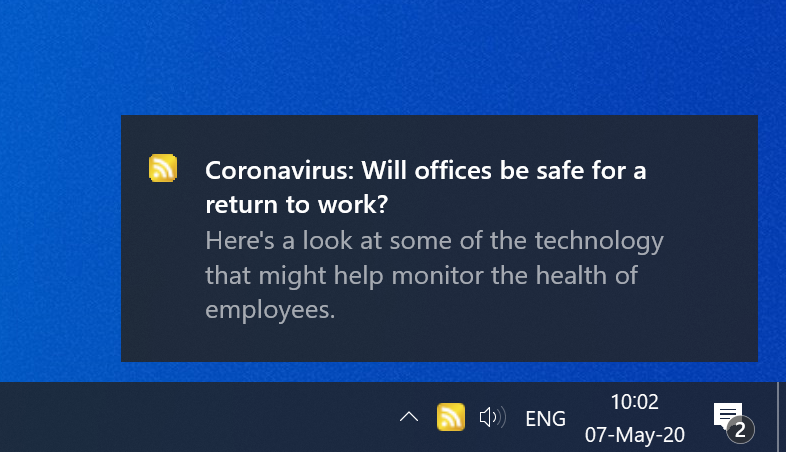 Coronavirus: Will offices be safe for a
return to work?
Here's a look at some of the technology
that might help monitor the health of
employees.
ENG
10:02
07-May-20
2